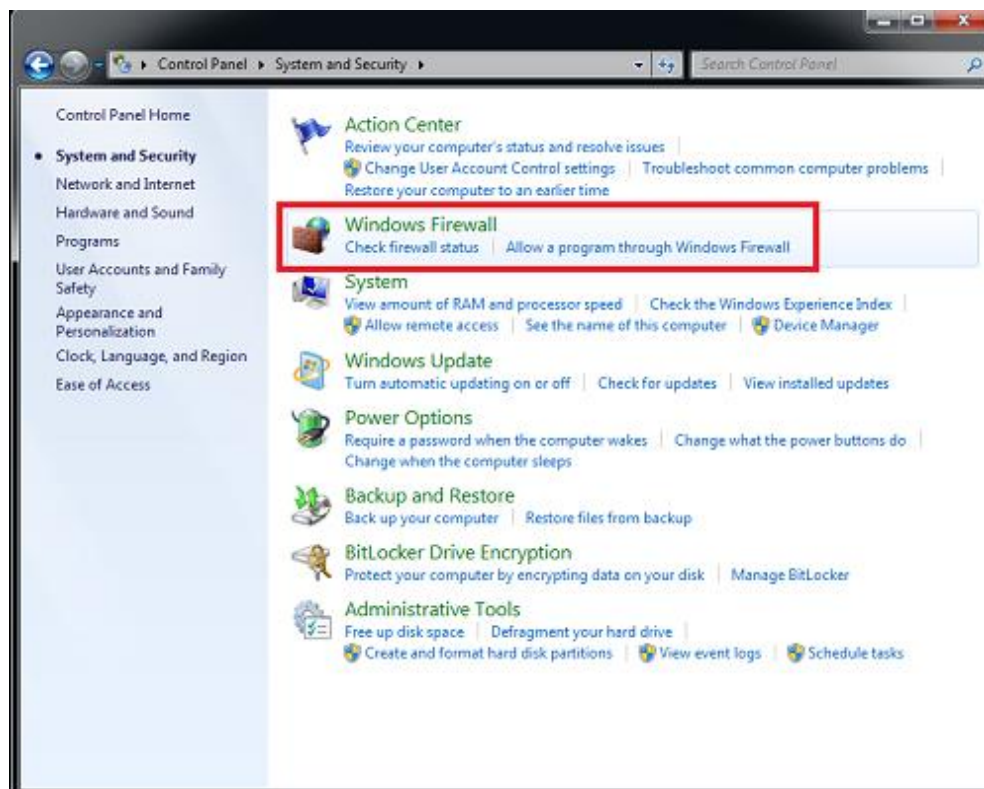 Control Panel ▸ System and Security ▸
Search Control Panel
Control Panel Home
System and Security
Network and Internet
Hardware and Sound
Programs
User Accounts and Family
Safety
Appearance and
Personalization
Clock, Language, and Region
Ease of Access
Action Center
Review your computer's status and resolve issues
Change User Account Control settings | Troubleshoot common computer problems
Restore your computer to an earlier time
Windows Firewall
Check firewall status | Allow a program through Windows Firewall
System
View amount of RAM and processor speed | Check the Windows Experience Index
Allow remote access | See the name of this computer | Device Manager
Windows Update
Turn automatic updating on or off | Check for updates | View installed updates
Power Options
Require a password when the computer wakes | Change what the power buttons do
Change when the computer sleeps
Backup and Restore
Back up your computer | Restore files from backup
BitLocker Drive Encryption
Protect your computer by encrypting data on your disk | Manage BitLocker
Administrative Tools
Free up disk space | Defragment your hard drive
Create and format hard disk partitions | View event logs | Schedule tasks